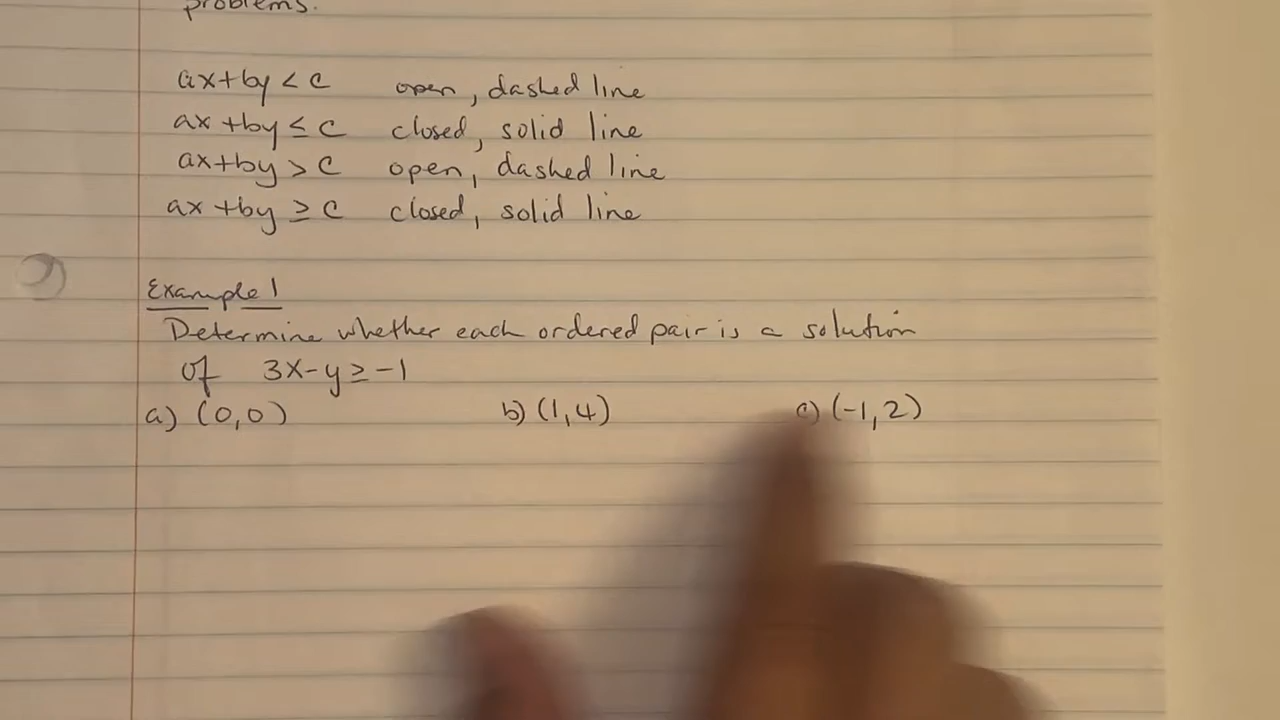 problems.
ax+by < c open, dashed line
ax+by ≤ c closed, solid line
ax+by > c open, dashed line
ax+by ≥ c closed, solid line
Example 1
Determine whether each ordered pair is a solution
of 3x-y ≥ -1
a) (0,0) b) (1,4) c) (-1,2)